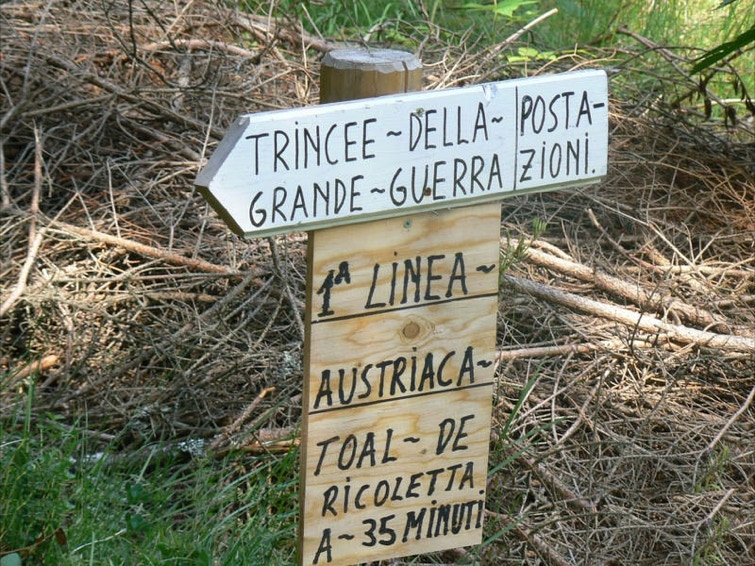 TRINCEE~DELLA~
GRANDE~GUERRA
POSTA-
ZIONI.
1A LINEA~
AUSTRIACA~
TOAL~DE
RICOLETTA
A~35 MINUTI